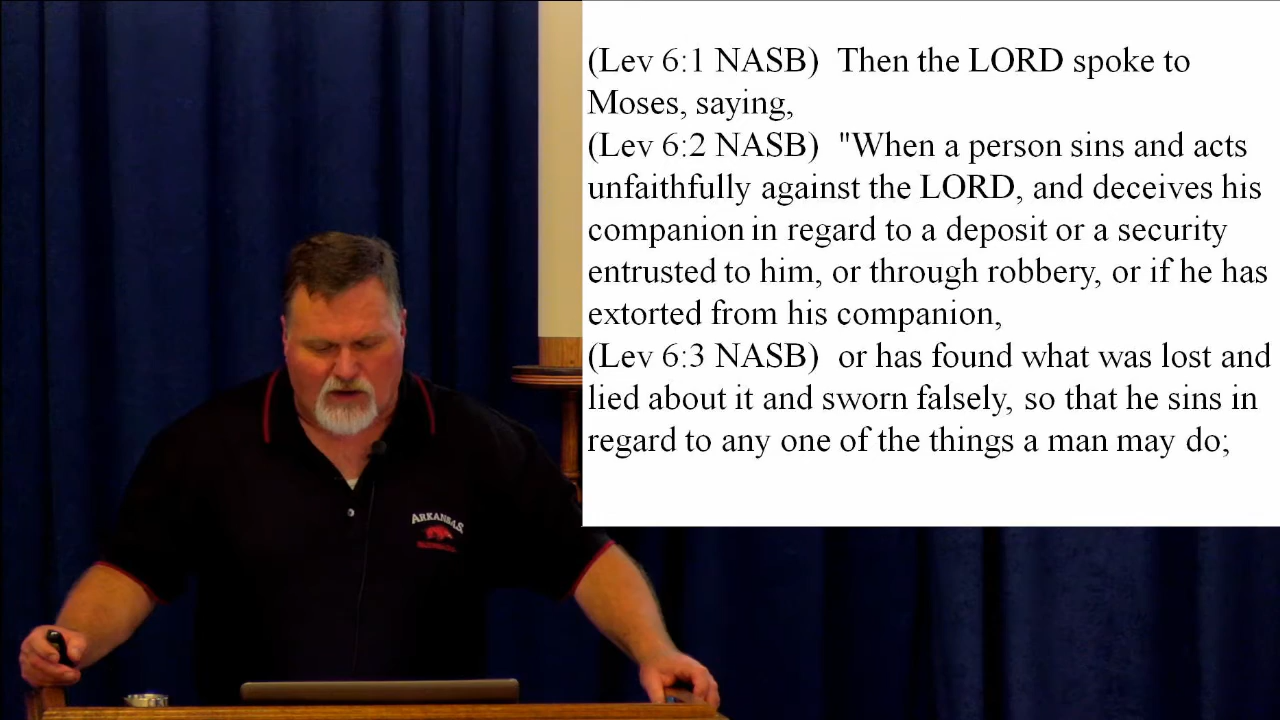 (Lev 6:1 NASB)  Then the LORD spoke to
Moses, saying,
(Lev 6:2 NASB)  "When a person sins and acts
unfaithfully against the LORD, and deceives his
companion in regard to a deposit or a security
entrusted to him, or through robbery, or if he has
extorted from his companion,
(Lev 6:3 NASB)  or has found what was lost and
lied about it and sworn falsely, so that he sins in
regard to any one of the things a man may do;
ARKANSAS